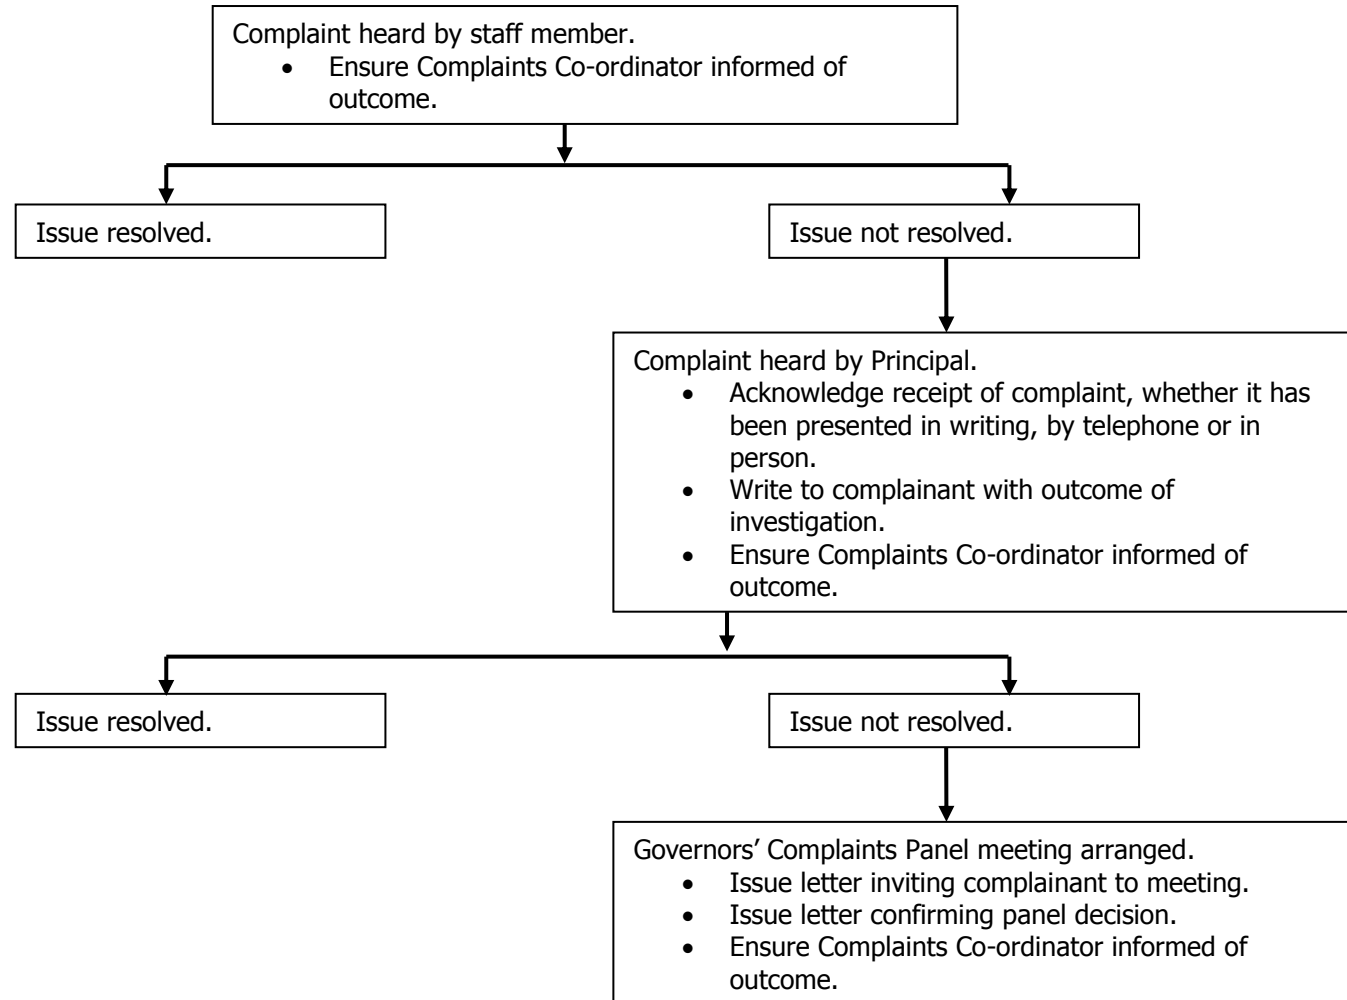 Complaint heard by staff member.
• Ensure Complaints Co-ordinator informed of
outcome.
Issue resolved.
Issue not resolved.
Complaint heard by Principal.
• Acknowledge receipt of complaint, whether it has
been presented in writing, by telephone or in
person.
• Write to complainant with outcome of
investigation.
• Ensure Complaints Co-ordinator informed of
outcome.
Issue resolved.
Issue not resolved.
Governors’ Complaints Panel meeting arranged.
• Issue letter inviting complainant to meeting.
• Issue letter confirming panel decision.
• Ensure Complaints Co-ordinator informed of
outcome.